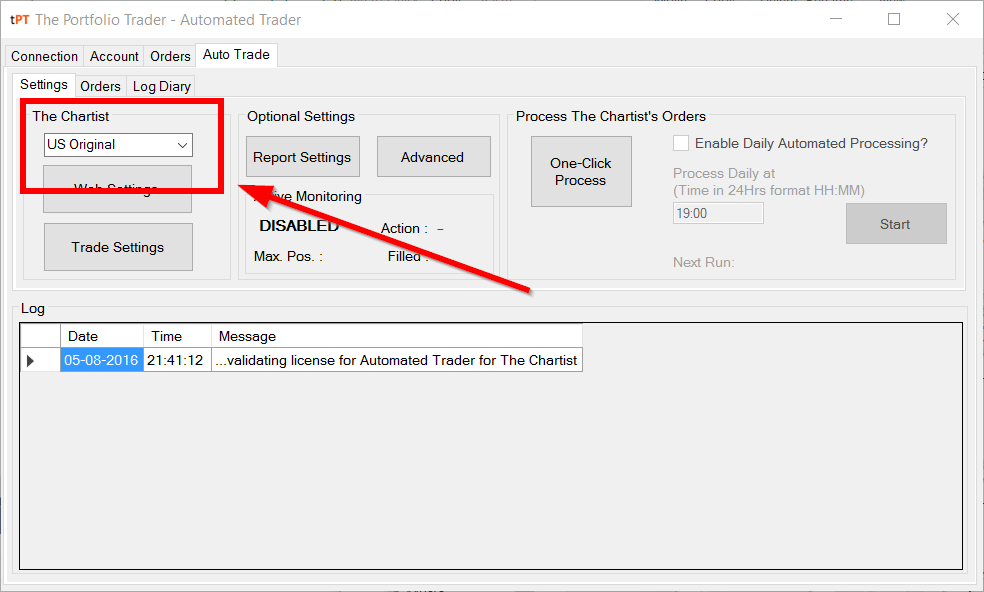 tPT The Portfolio Trader - Automated Trader
Connection Account Orders Auto Trade
Settings Orders Log Diary
The Chartist
US Original
Web Settings
Trade Settings
Optional Settings
Report Settings Advanced
Monitoring
DISABLED Action : –
Max. Pos. : Filled :
Process The Chartist's Orders
One-Click
Process
Enable Daily Automated Processing?
Process Daily at
(Time in 24Hrs format HH:MM)
19:00
Start
Next Run:
Log
Date Time Message
05-08-2016 21:41:12 ...validating license for Automated Trader for The Chartist